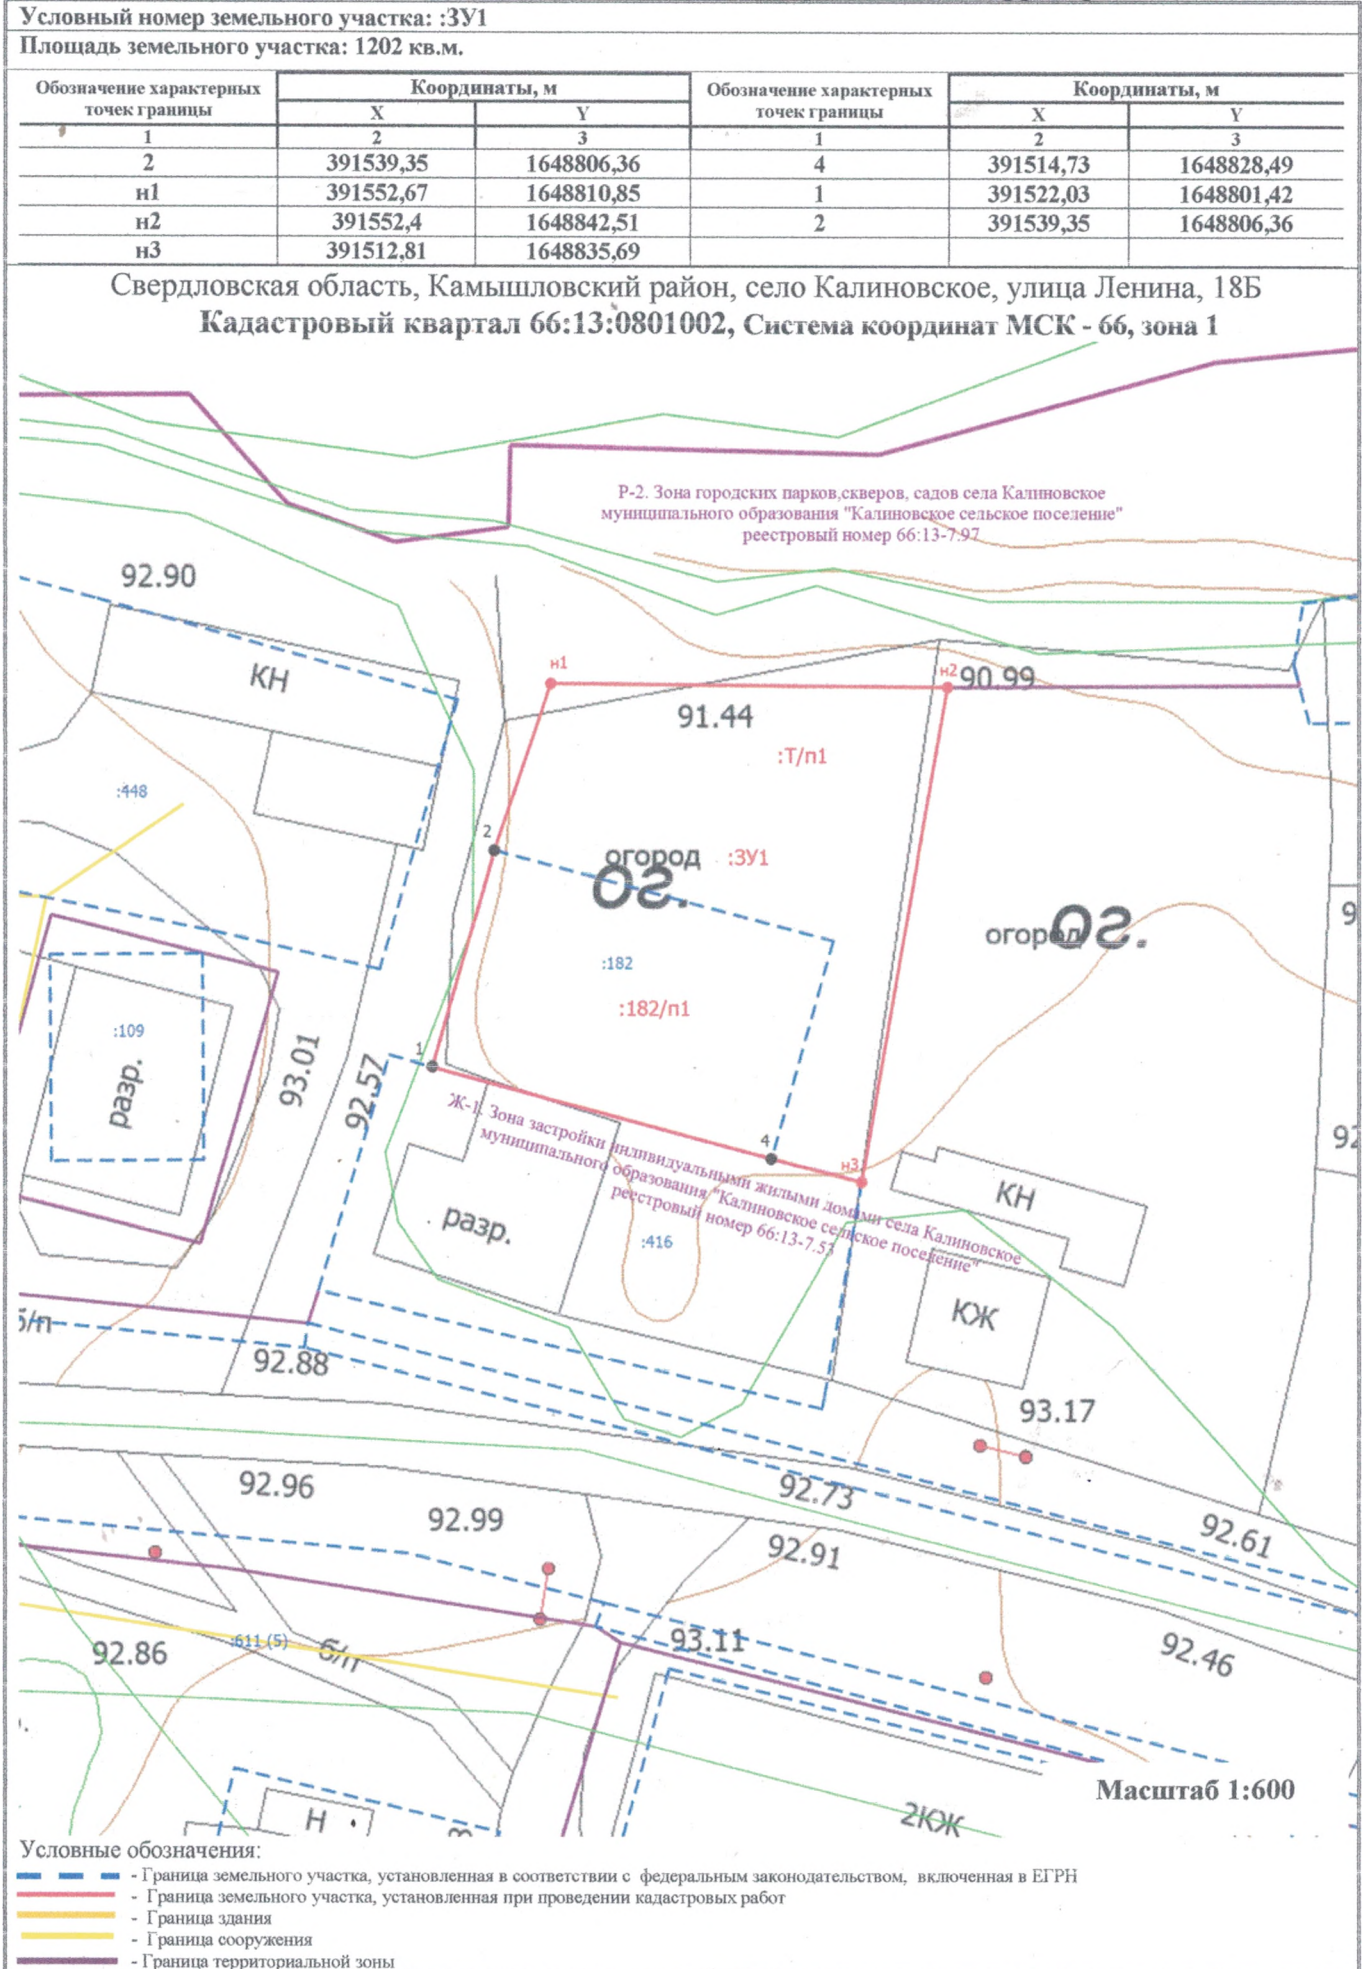 Условный номер земельного участка: :ЗУ1
Площадь земельного участка: 1202 кв.м.
Обозначение характерных точек границы | Координаты, м | Обозначение характерных точек границы | Координаты, м
X | Y | X | Y
1 | 2 | 3 | 1 | 2 | 3
2 | 391539,35 | 1648806,36 | 4 | 391514,73 | 1648828,49
н1 | 391552,67 | 1648810,85 | 1 | 391522,03 | 1648801,42
н2 | 391552,4 | 1648842,51 | 2 | 391539,35 | 1648806,36
н3 | 391512,81 | 1648835,69
Свердловская область, Камышловский район, село Калиновское, улица Ленина, 18Б
Кадастровый квартал 66:13:0801002, Система координат МСК - 66, зона 1
Р-2. Зона городских парков,скверов, садов села Калиновское
муниципального образования "Калиновское сельское поселение"
реестровый номер 66:13-7.97
92.90
КН
н1
н2
90.99
91.44
:Т/п1
:448
2
огород
:ЗУ1
ог.
огород
ог.
9
:182
:182/п1
:109
разр.
93.01
92.57
1
4
н3
92
Ж-1. Зона застройки индивидуальными жилыми домами села Калиновское
муниципального образования "Калиновское сельское поселение"
реестровый номер 66:13-7.53
КН
разр.
:416
КЖ
б/п
92.88
93.17
92.96
92.99
92.73
92.61
92.91
92.86
:611 (5)
б/п
93.11
92.46
Масштаб 1:600
Н
2КЖ
Условные обозначения:
- Граница земельного участка, установленная в соответствии с федеральным законодательством, включенная в ЕГРН
- Граница земельного участка, установленная при проведении кадастровых работ
- Граница здания
- Граница сооружения
- Граница территориальной зоны